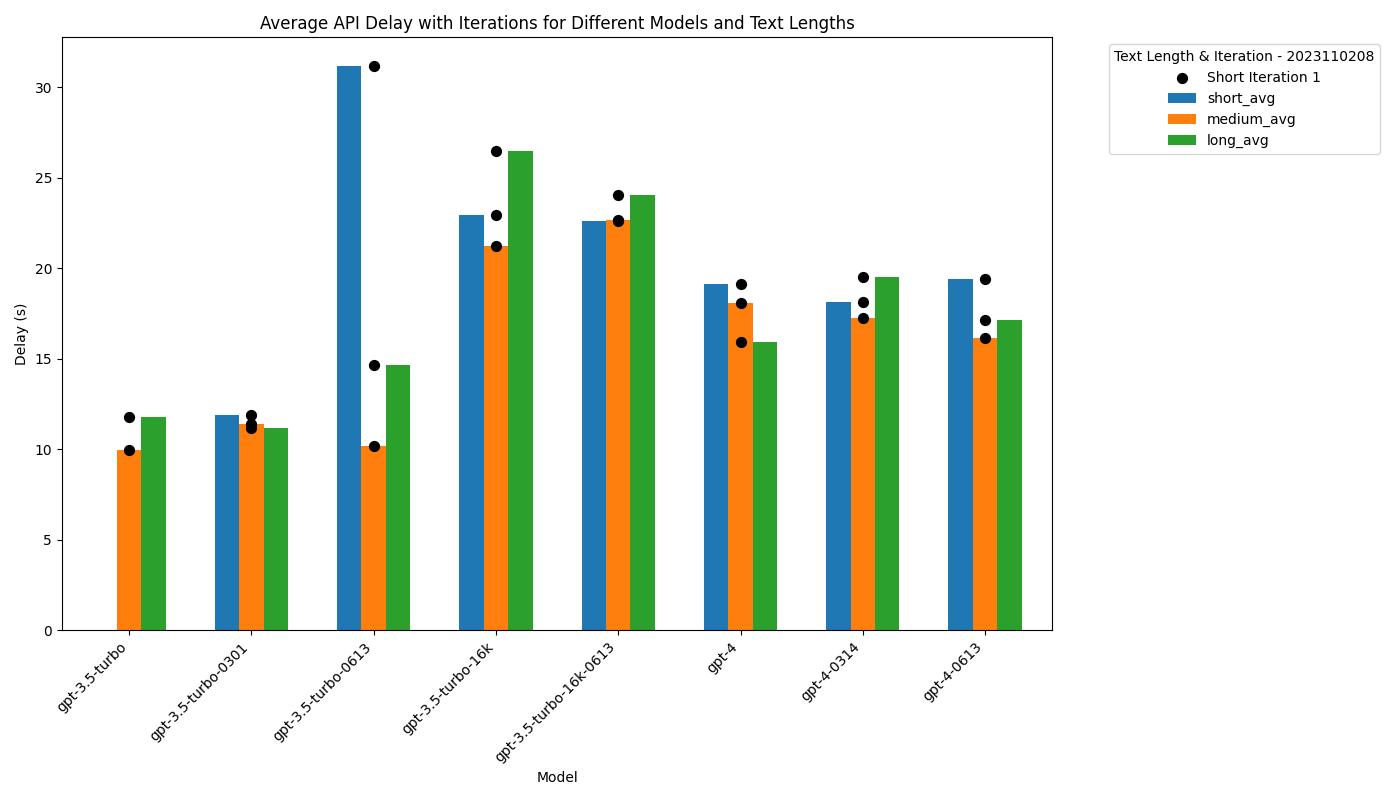 Average API Delay with Iterations for Different Models and Text Lengths
Text Length & Iteration - 2023110208
Short Iteration 1
short_avg
medium_avg
long_avg
Delay (s)
30
25
20
15
10
5
0
gpt-3.5-turbo
gpt-3.5-turbo-0301
gpt-3.5-turbo-0613
gpt-3.5-turbo-16k
gpt-3.5-turbo-16k-0613
gpt-4
gpt-4-0314
gpt-4-0613
Model